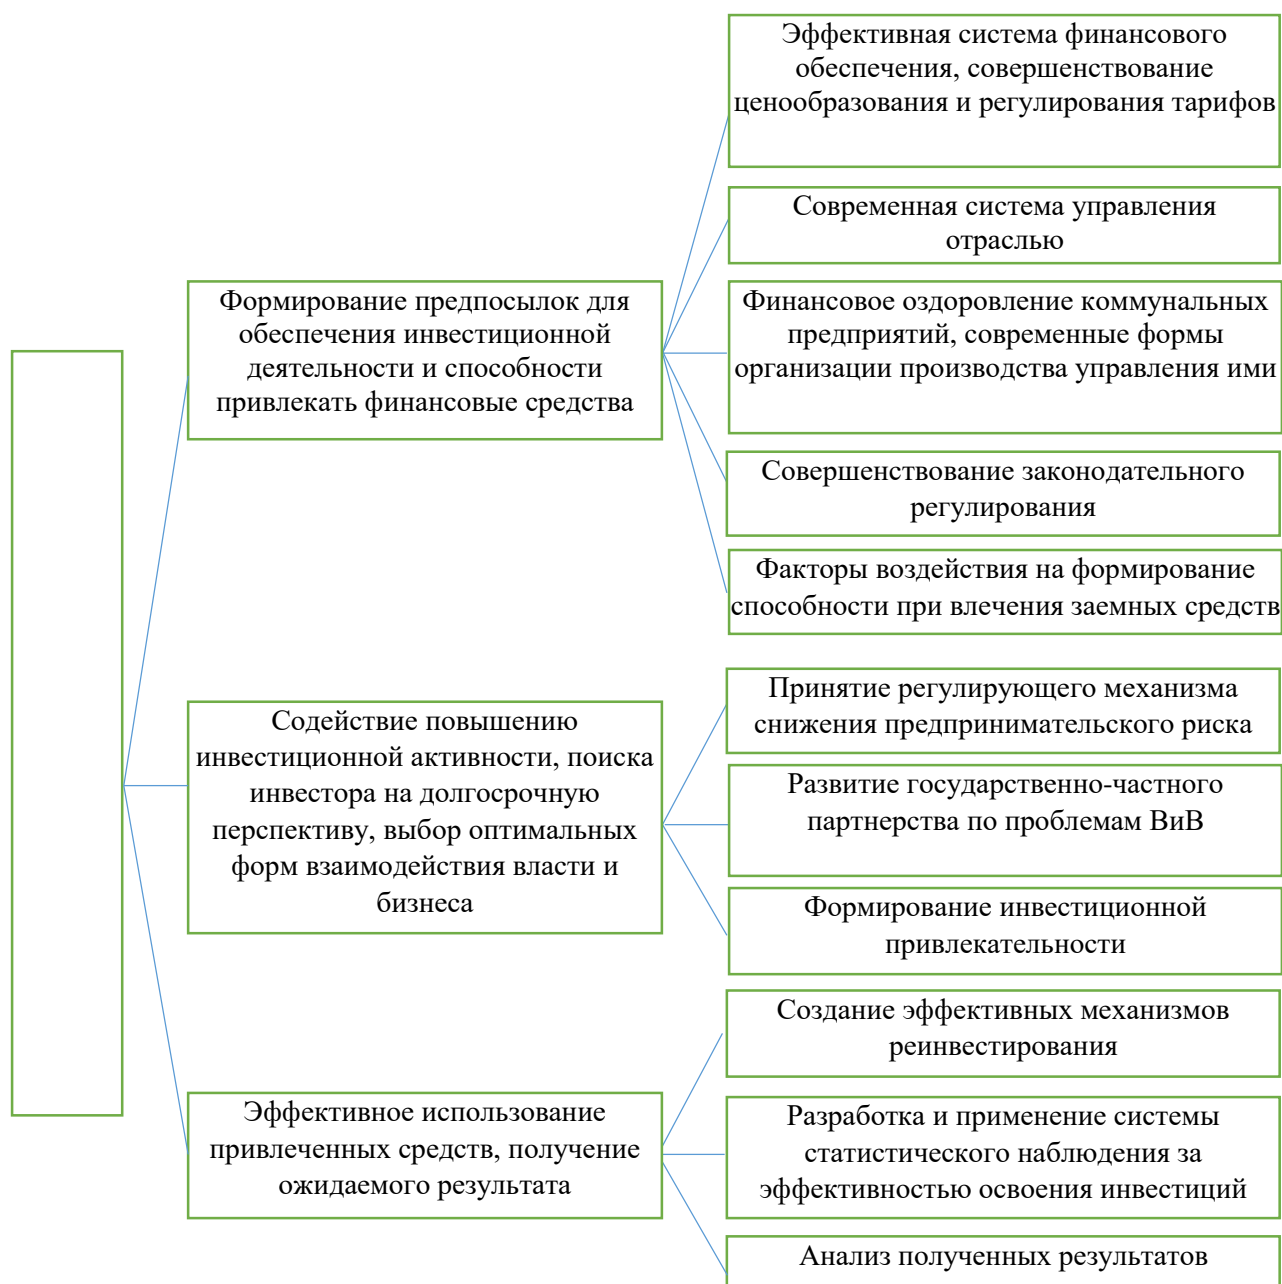 Эффективная система финансового
обеспечения, совершенствование
ценообразования и регулирования тарифов
Современная система управления
отраслью
Формирование предпосылок для
обеспечения инвестиционной
деятельности и способности
привлекать финансовые средства
Финансовое оздоровление коммунальных
предприятий, современные формы
организации производства управления ими
Совершенствование законодательного
регулирования
Факторы воздействия на формирование
способности при влечения заемных средств
Содействие повышению
инвестиционной активности, поиска
инвестора на долгосрочную
перспективу, выбор оптимальных
форм взаимодействия власти и
бизнеса
Принятие регулирующего механизма
снижения предпринимательского риска
Развитие государственно-частного
партнерства по проблемам ВиВ
Формирование инвестиционной
привлекательности
Эффективное использование
привлеченных средств, получение
ожидаемого результата
Создание эффективных механизмов
реинвестирования
Разработка и применение системы
статистического наблюдения за
эффективностью освоения инвестиций
Анализ полученных результатов